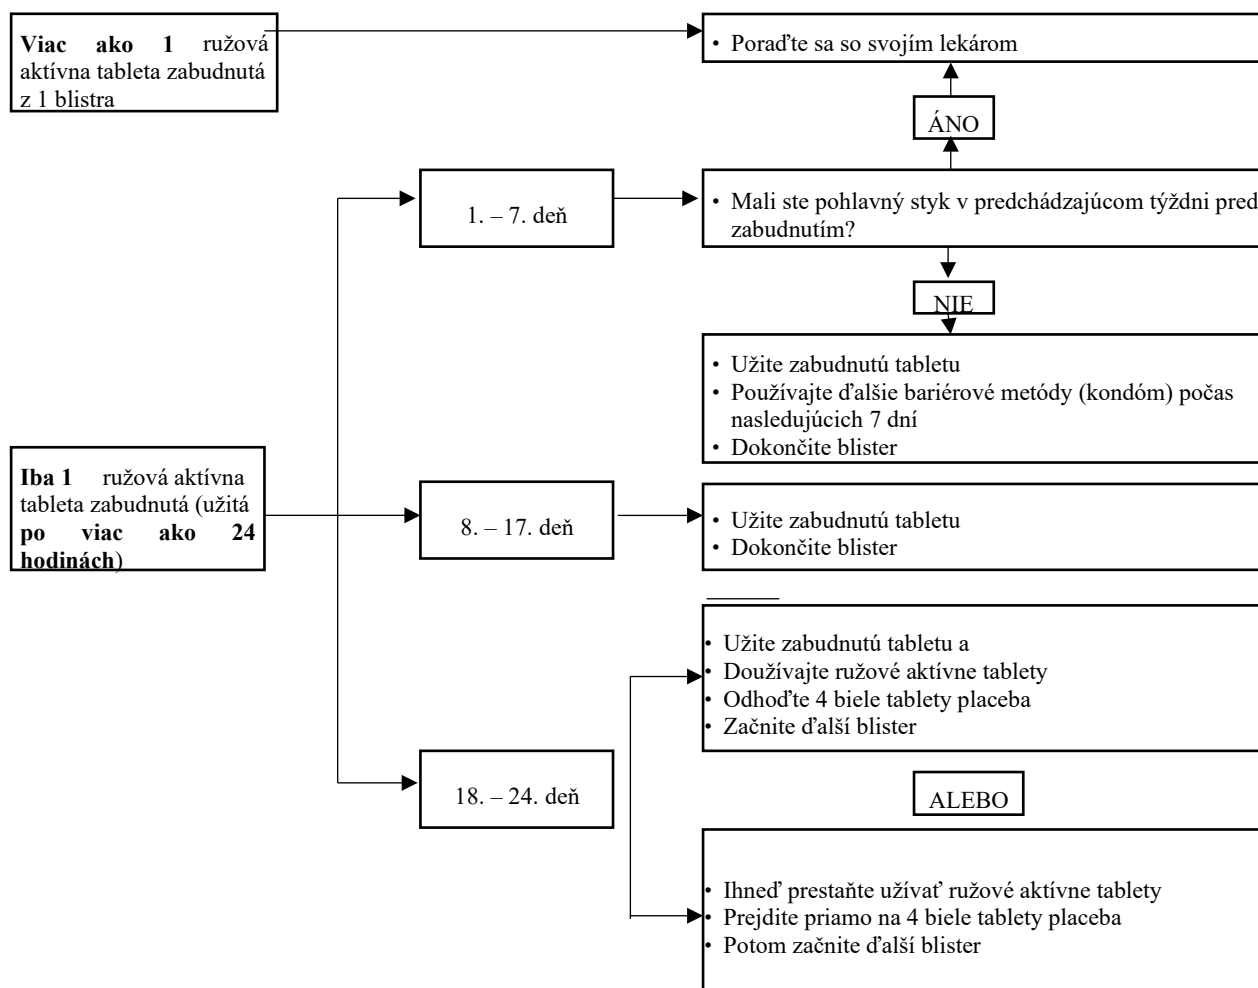 Viac ako 1 ružová
aktívna tableta zabudnutá
z 1 blistra
• Poraďte sa so svojím lekárom
ÁNO
1. – 7. deň
• Mali ste pohlavný styk v predchádzajúcom týždni pred
zabudnutím?
NIE
• Užite zabudnutú tabletu
• Používajte ďalšie bariérové metódy (kondóm) počas
nasledujúcich 7 dní
• Dokončite blister
Iba 1 ružová aktívna
tableta zabudnutá (užitá
po viac ako 24
hodinách)
8. – 17. deň
• Užite zabudnutú tabletu
• Dokončite blister
• Užite zabudnutú tabletu a
• Doužívajte ružové aktívne tablety
• Odhoďte 4 biele tablety placeba
• Začnite ďalší blister
18. – 24. deň
ALEBO
• Ihneď prestaňte užívať ružové aktívne tablety
• Prejdite priamo na 4 biele tablety placeba
• Potom začnite ďalší blister